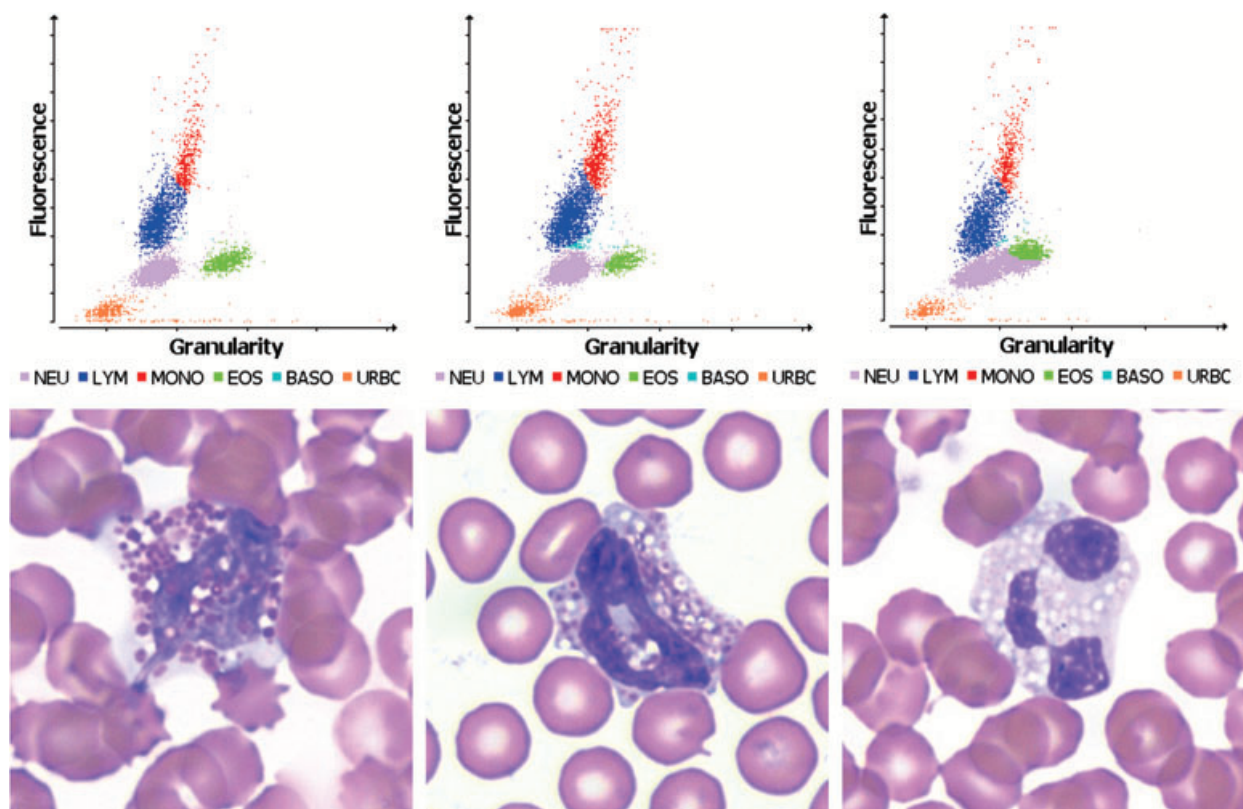 Fluorescence
Granularity
NEU LYM MONO EOS BASO URBC
Fluorescence
Granularity
NEU LYM MONO EOS BASO URBC
Fluorescence
Granularity
NEU LYM MONO EOS BASO URBC